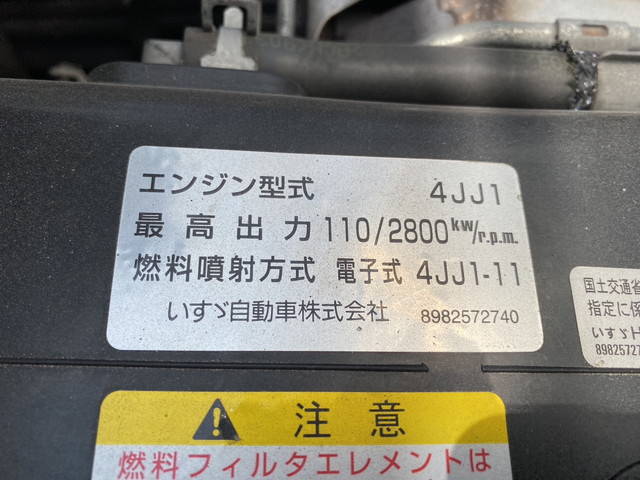 エンジン型式 4JJ1
最高出力 110/2800 kW/r.p.m.
燃料噴射方式 電子式 4JJ1-11
いすゞ自動車株式会社 8982572740
国土交通省
指定に係
いすゞ
8982572
注意
燃料フィルタエレメントは